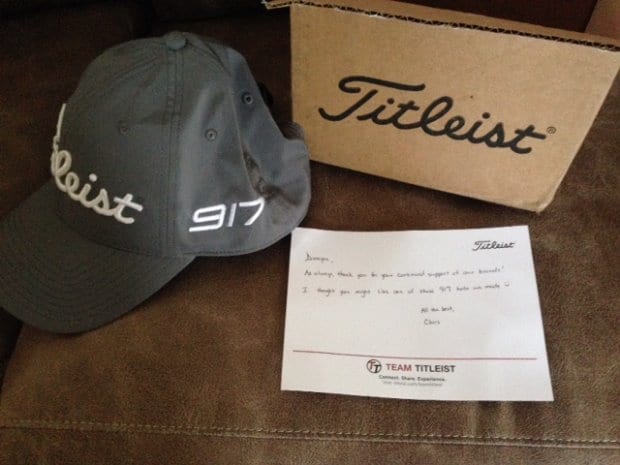 Titleist
917
Titleist®
Titleist
As always, thank you for your continued support of our brands!
I thought you might like one of these 917 hats we made
All the best,
Chris
TEAM TITLEIST
Connect. Share. Experience.